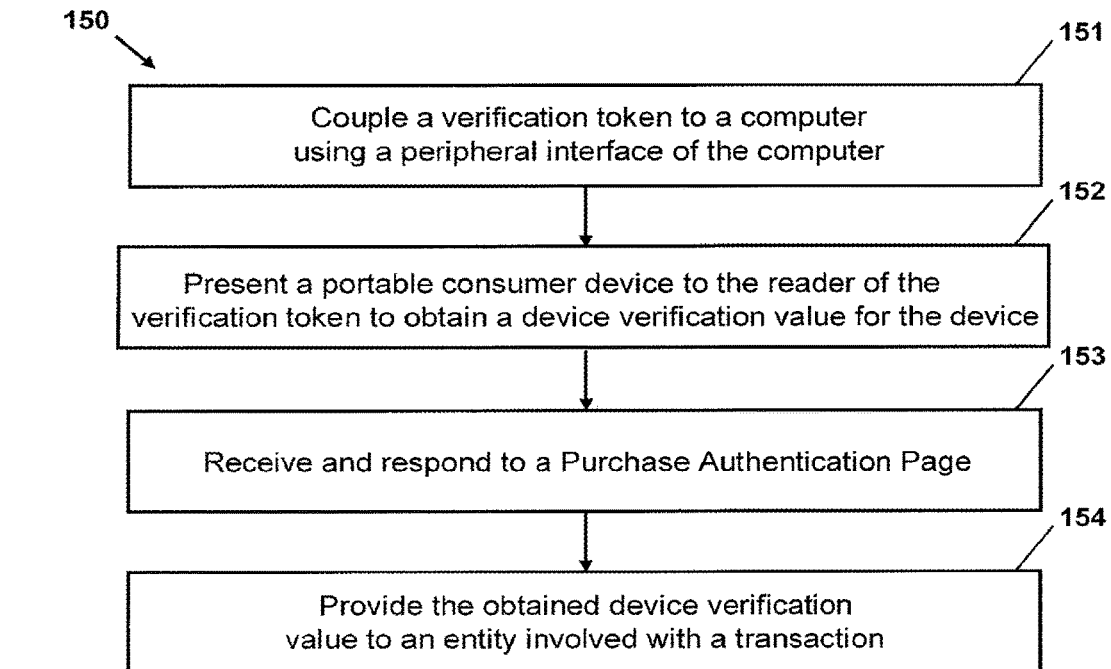 150
151
Couple a verification token to a computer
using a peripheral interface of the computer
152
Present a portable consumer device to the reader of the
verification token to obtain a device verification value for the device
153
Receive and respond to a Purchase Authentication Page
154
Provide the obtained device verification
value to an entity involved with a transaction